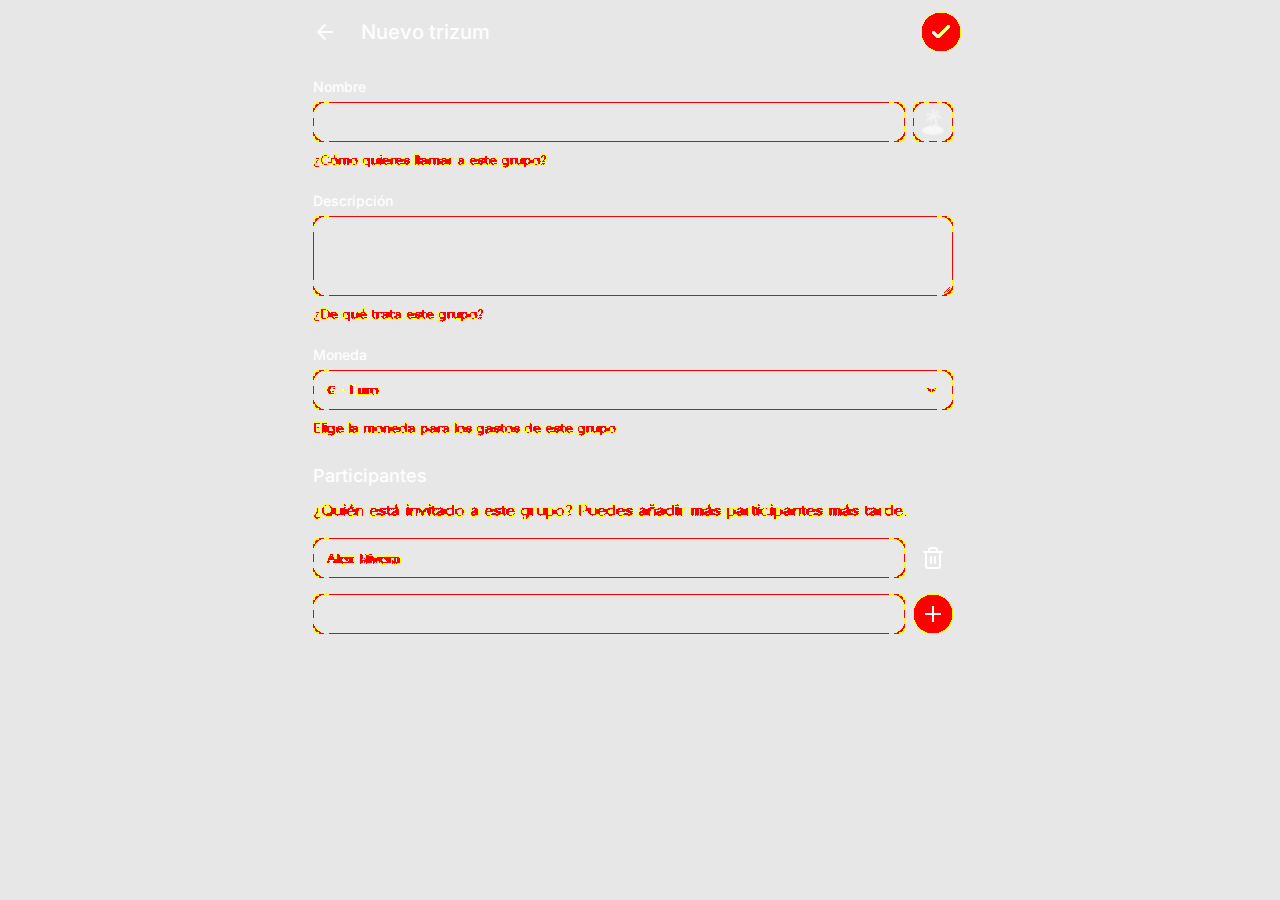 Nuevo trizum
Nombre
¿Cómo quieres llamar a este grupo?
Descripción
¿De qué trata este grupo?
Moneda
€ - Euro
Elige la moneda para los gastos de este grupo
Participantes
¿Quién está invitado a este grupo? Puedes añadir más participantes más tarde.
Alex